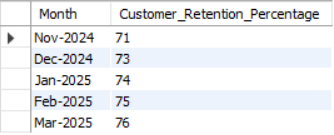 Month Customer_Retention_Percentage
Nov-2024 71
Dec-2024 73
Jan-2025 74
Feb-2025 75
Mar-2025 76